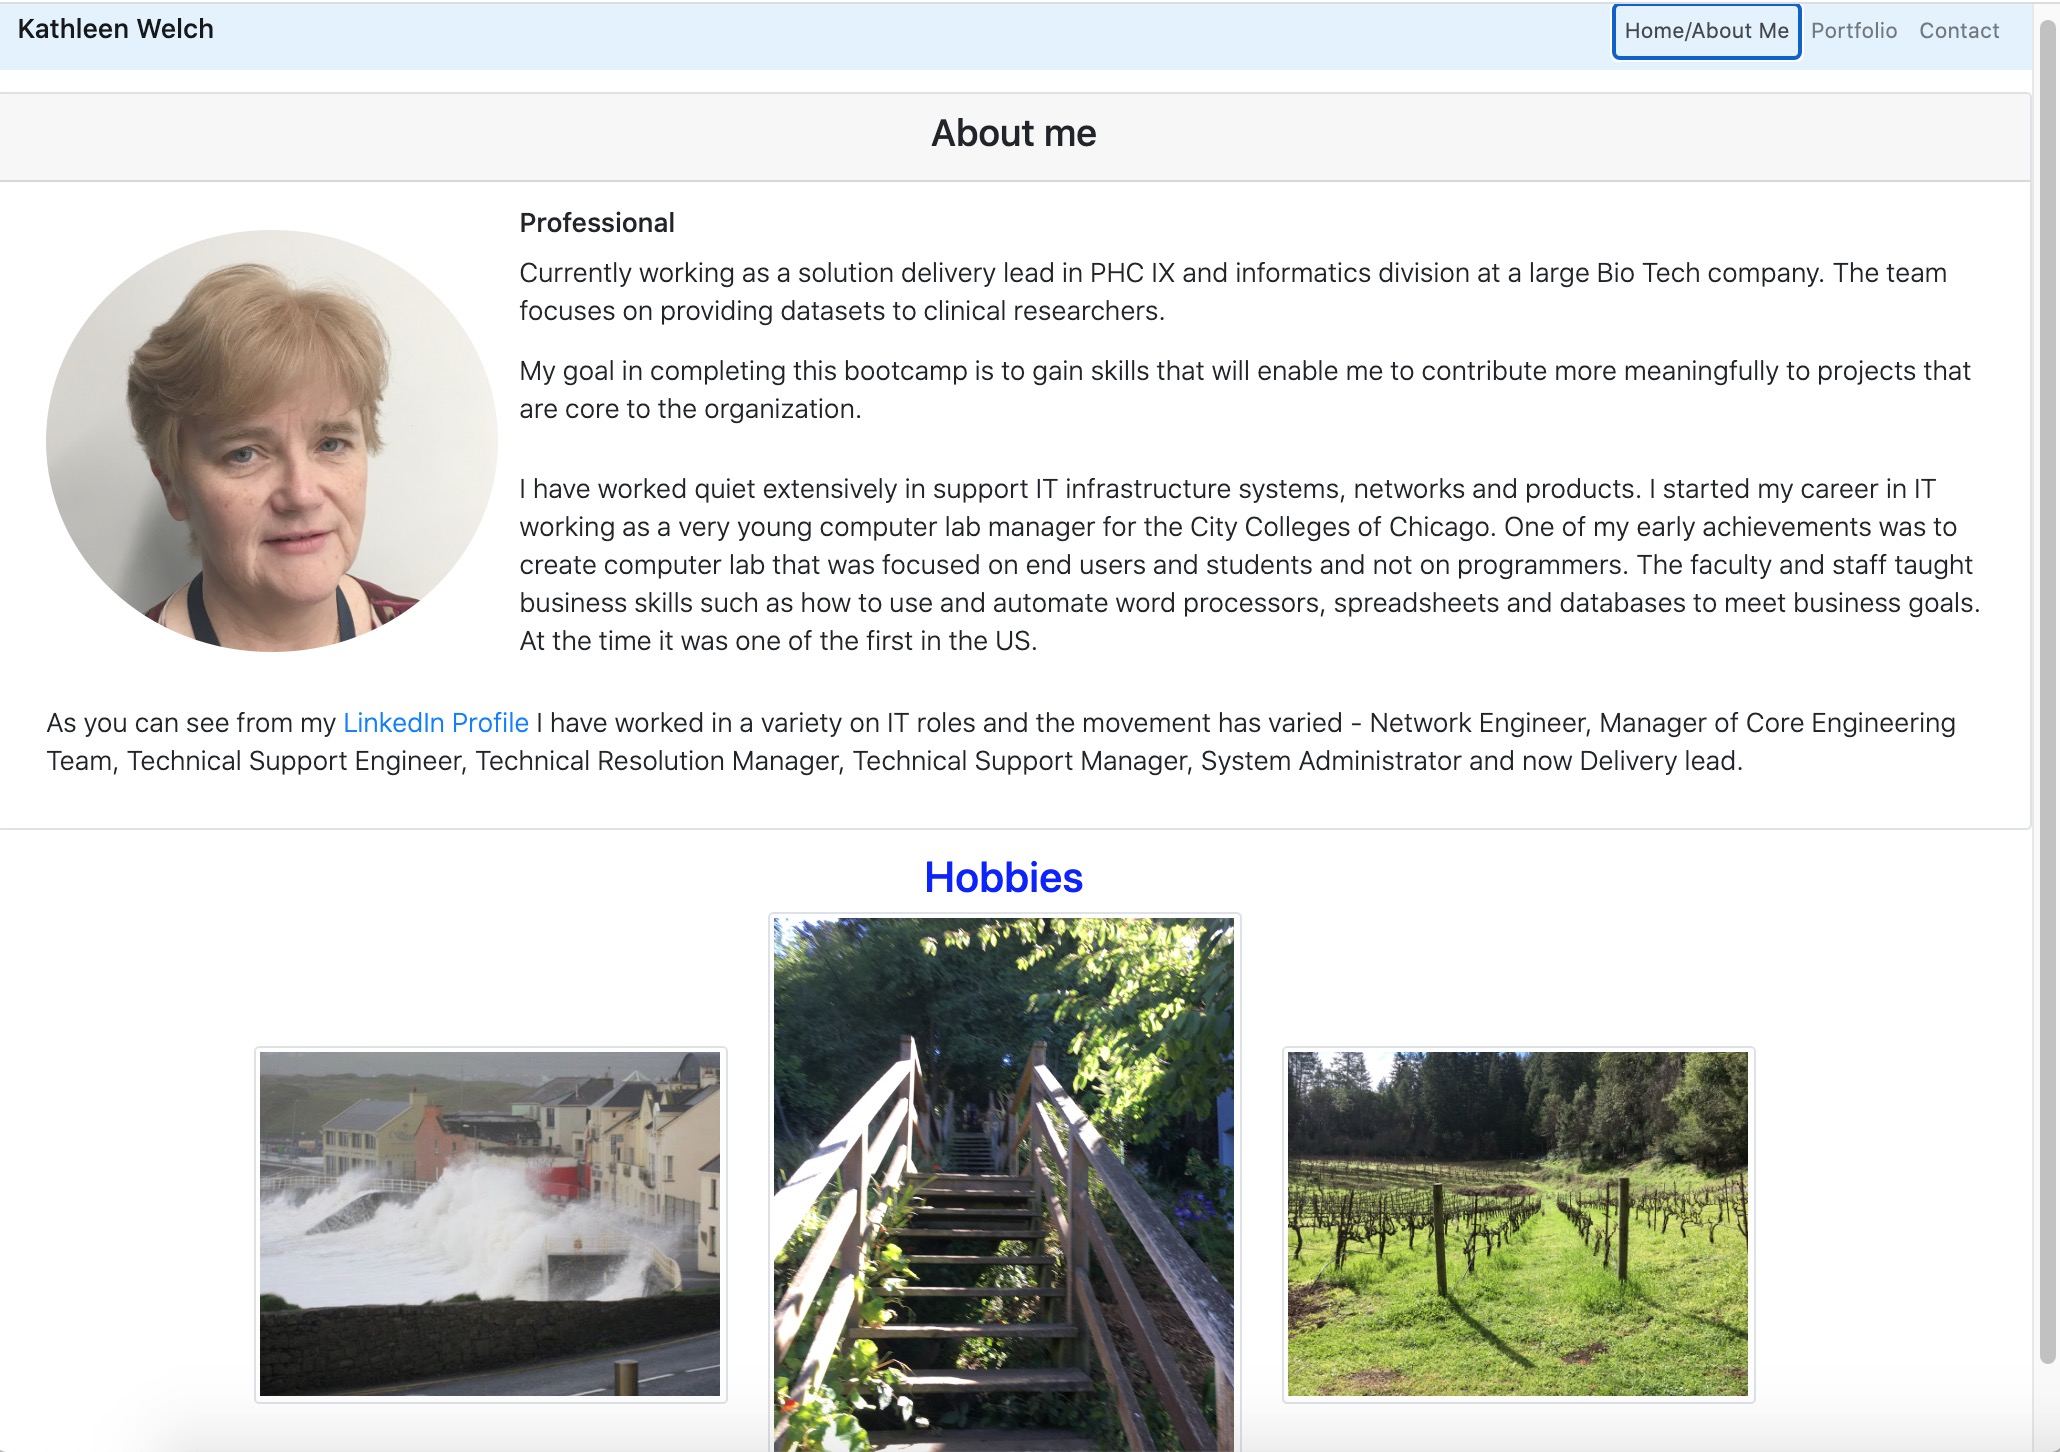 Kathleen Welch
Home/About Me Portfolio Contact
About me
Professional
Currently working as a solution delivery lead in PHC IX and informatics division at a large Bio Tech company. The team
focuses on providing datasets to clinical researchers.
My goal in completing this bootcamp is to gain skills that will enable me to contribute more meaningfully to projects that
are core to the organization.
I have worked quiet extensively in support IT infrastructure systems, networks and products. I started my career in IT
working as a very young computer lab manager for the City Colleges of Chicago. One of my early achievements was to
create computer lab that was focused on end users and students and not on programmers. The faculty and staff taught
business skills such as how to use and automate word processors, spreadsheets and databases to meet business goals.
At the time it was one of the first in the US.
As you can see from my LinkedIn Profile I have worked in a variety on IT roles and the movement has varied - Network Engineer, Manager of Core Engineering
Team, Technical Support Engineer, Technical Resolution Manager, Technical Support Manager, System Administrator and now Delivery lead.
Hobbies